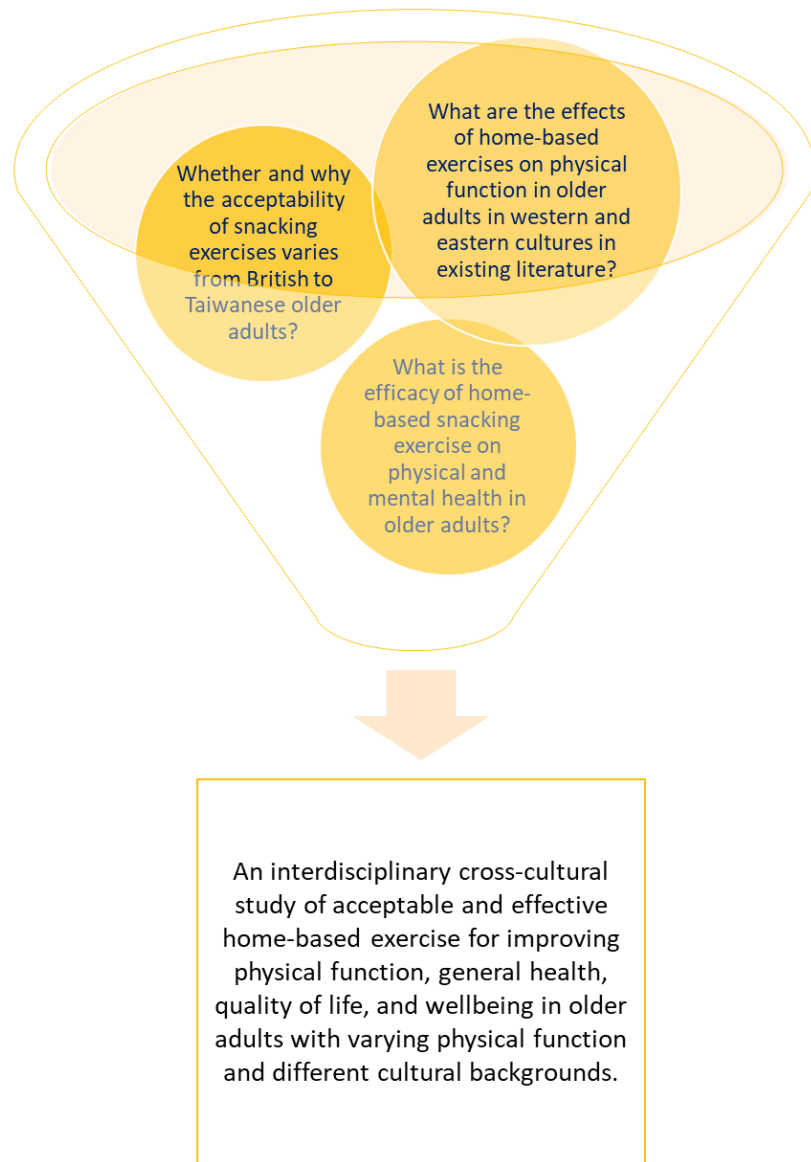 What are the effects
of home-based
exercises on physical
function in older
adults in western and
eastern cultures in
existing literature?
Whether and why
the acceptability
of snacking
exercises varies
from British to
Taiwanese older
adults?
What is the
efficacy of home-
based snacking
exercise on
physical and
mental health in
older adults?
An interdisciplinary cross-cultural
study of acceptable and effective
home-based exercise for improving
physical function, general health,
quality of life, and wellbeing in older
adults with varying physical function
and different cultural backgrounds.